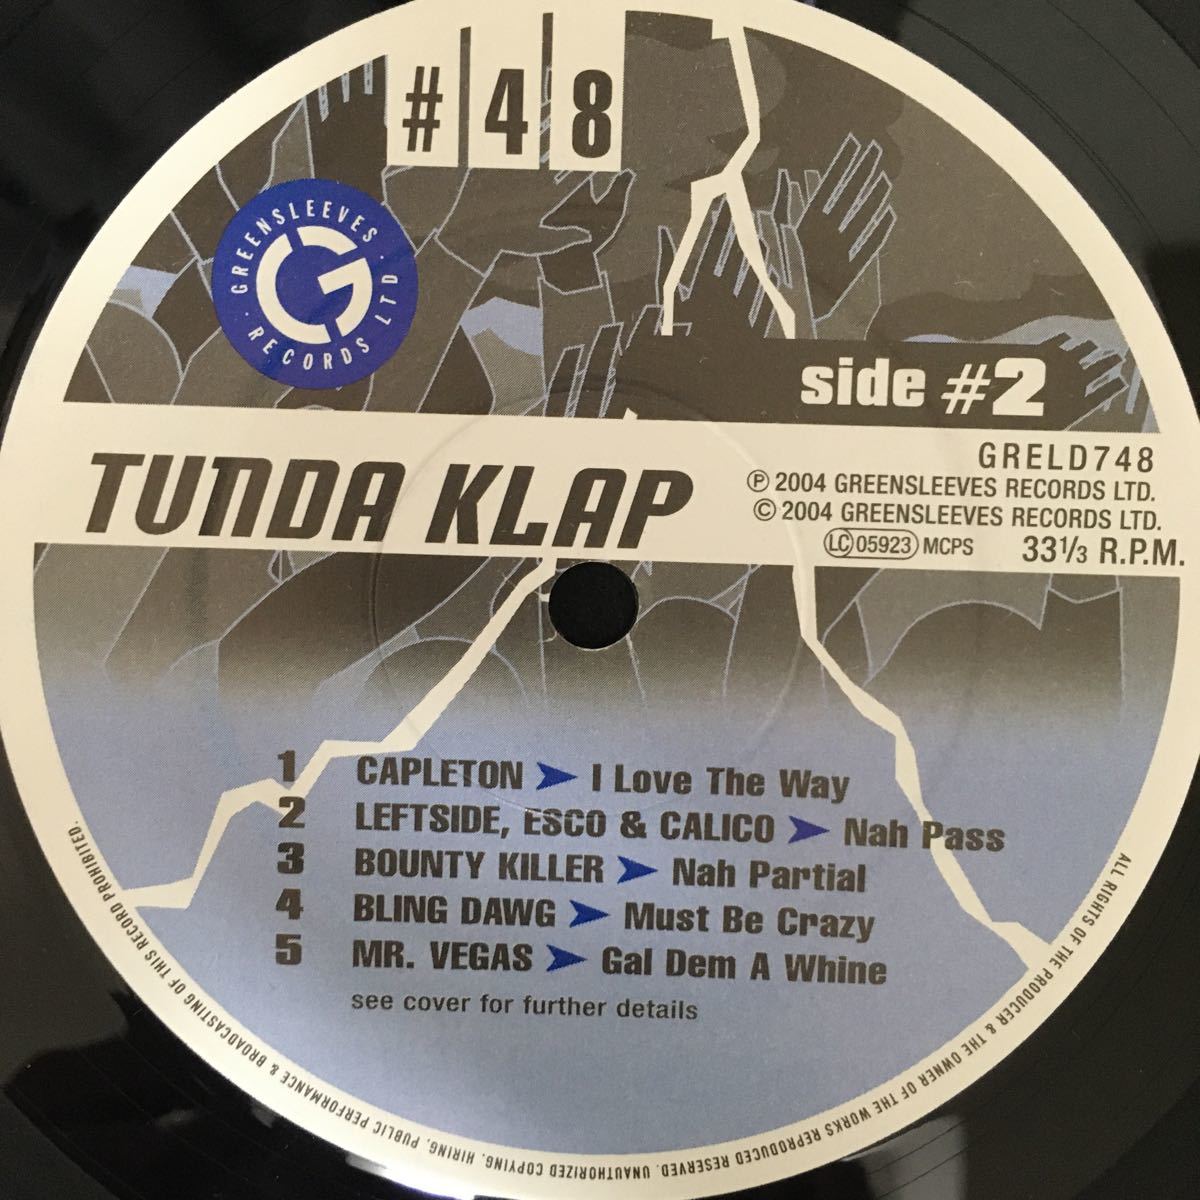 #48
GREENSLEEVES
· RECORDS LTD ·
side #2
TUNDA KLAP
GRELD748
Ⓟ 2004 GREENSLEEVES RECORDS LTD.
© 2004 GREENSLEEVES RECORDS LTD.
LC 05923 MCPS 33 1/3 R.P.M.
1 CAPLETON ➤ I Love The Way
2 LEFTSIDE, ESCO & CALICO ➤ Nah Pass
3 BOUNTY KILLER ➤ Nah Partial
4 BLING DAWG ➤ Must Be Crazy
5 MR. VEGAS ➤ Gal Dem A Whine
see cover for further details
ALL RIGHTS OF THE PRODUCER & THE OWNER OF THE WORKS REPRODUCED RESERVED. UNAUTHORIZED COPYING, HIRING, PUBLIC PERFORMANCE & BROADCASTING OF THIS RECORD PROHIBITED.